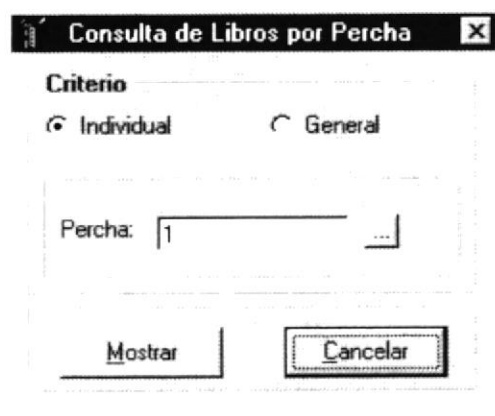 Consulta de Libros por Percha
Criterio
Individual General
Percha: 1 ...
Mostrar Cancelar